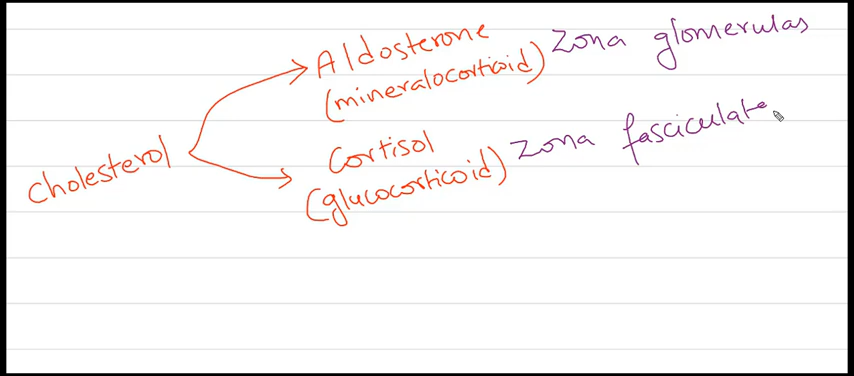 Aldosterone Zona glomerulas
(mineralocorticoid)
Cholesterol
Cortisol Zona fasciculate
(glucocorticoid)